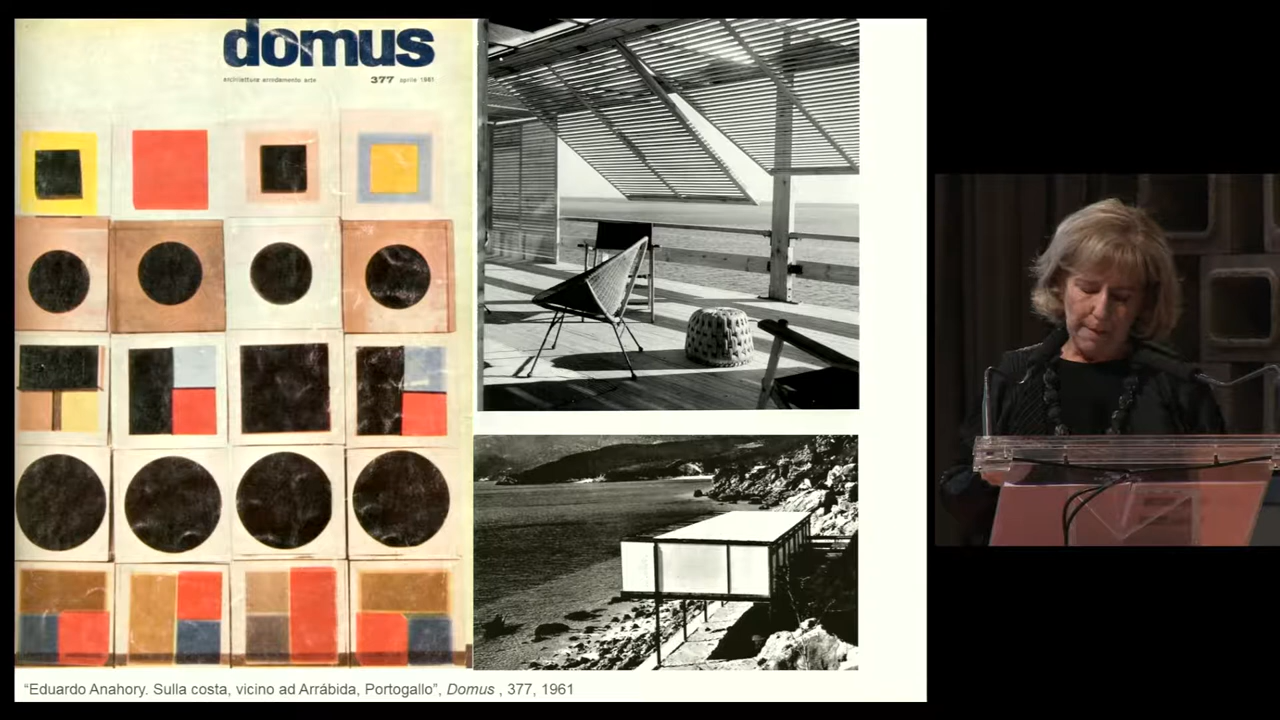 domus
architettura arredamento arte
377 aprile 1961
“Eduardo Anahory. Sulla costa, vicino ad Arrábida, Portogallo”, Domus , 377, 1961